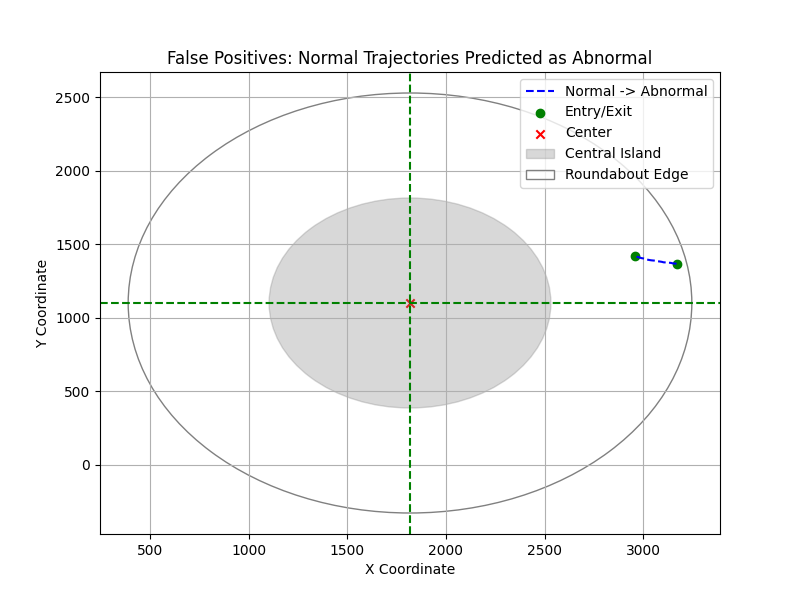 False Positives: Normal Trajectories Predicted as Abnormal
Normal -> Abnormal
Entry/Exit
Center
Central Island
Roundabout Edge
Y Coordinate
2500
2000
1500
1000
500
0
500
1000
1500
2000
2500
3000
X Coordinate